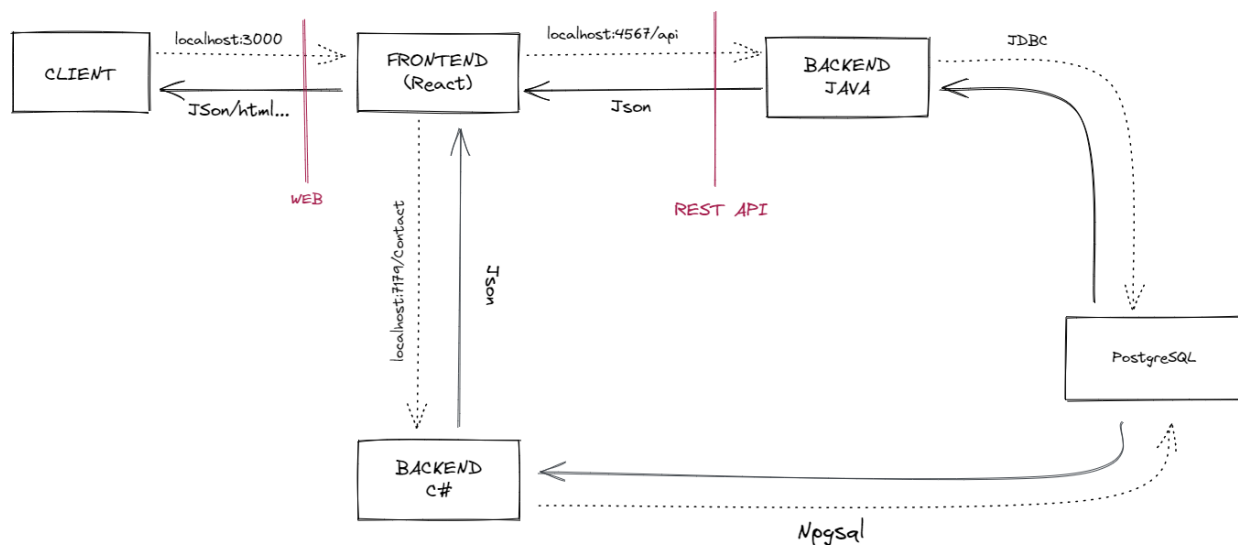 localhost:3000
localhost:4567/api
JDBC
CLIENT
FRONTEND
(React)
BACKEND
JAVA
JSon/html...
Json
WEB
REST API
localhost:7179/Contact
Json
PostgreSQL
BACKEND
C#
Npgsql